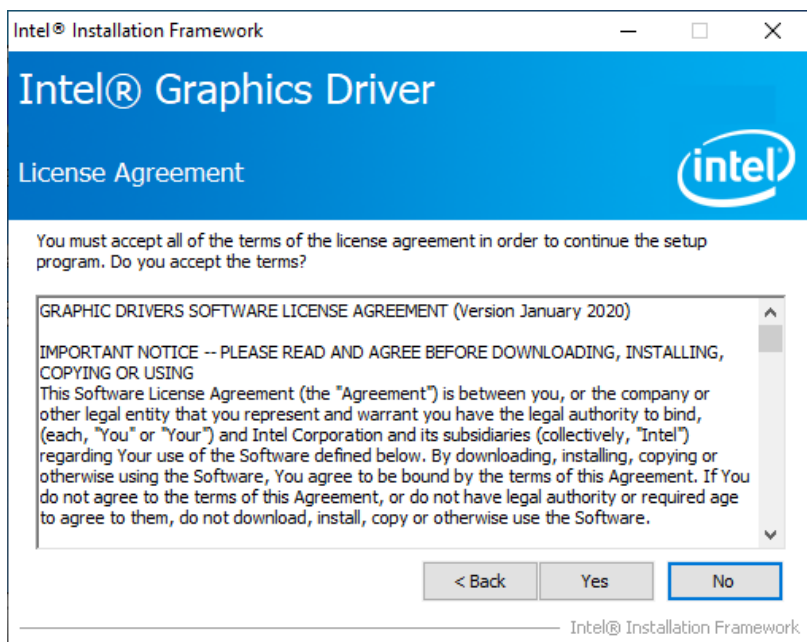 Intel® Installation Framework
Intel® Graphics Driver
License Agreement
intel
You must accept all of the terms of the license agreement in order to continue the setup
program. Do you accept the terms?
GRAPHIC DRIVERS SOFTWARE LICENSE AGREEMENT (Version January 2020)
IMPORTANT NOTICE -- PLEASE READ AND AGREE BEFORE DOWNLOADING, INSTALLING,
COPYING OR USING
This Software License Agreement (the "Agreement") is between you, or the company or
other legal entity that you represent and warrant you have the legal authority to bind,
(each, "You" or "Your") and Intel Corporation and its subsidiaries (collectively, "Intel")
regarding Your use of the Software defined below. By downloading, installing, copying or
otherwise using the Software, You agree to be bound by the terms of this Agreement. If You
do not agree to the terms of this Agreement, or do not have legal authority or required age
to agree to them, do not download, install, copy or otherwise use the Software.
< Back
Yes
No
Intel® Installation Framework